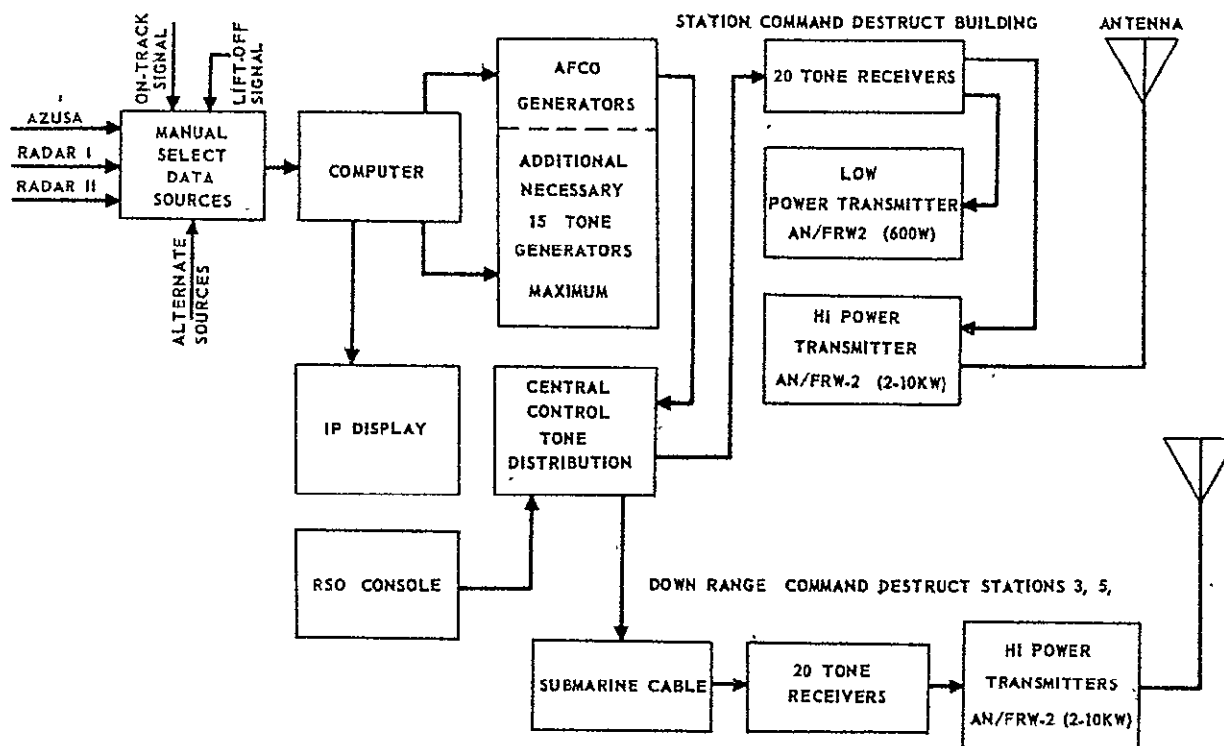 STATION COMMAND DESTRUCT BUILDING
ANTENNA
ON-TRACK
SIGNAL
LIFT-OFF
SIGNAL
AZUSA
RADAR I
RADAR II
MANUAL
SELECT
DATA
SOURCES
ALTERNATE
SOURCES
COMPUTER
AFCO
GENERATORS
ADDITIONAL
NECESSARY
15 TONE
GENERATORS
MAXIMUM
20 TONE RECEIVERS
LOW
POWER TRANSMITTER
AN/FRW2 (600W)
HI POWER
TRANSMITTER
AN/FRW-2 (2-10KW)
IP DISPLAY
CENTRAL
CONTROL
TONE
DISTRIBUTION
RSO CONSOLE
DOWN RANGE COMMAND DESTRUCT STATIONS 3, 5,
SUBMARINE CABLE
20 TONE
RECEIVERS
HI POWER
TRANSMITTERS
AN/FRW-2 (2-10KW)